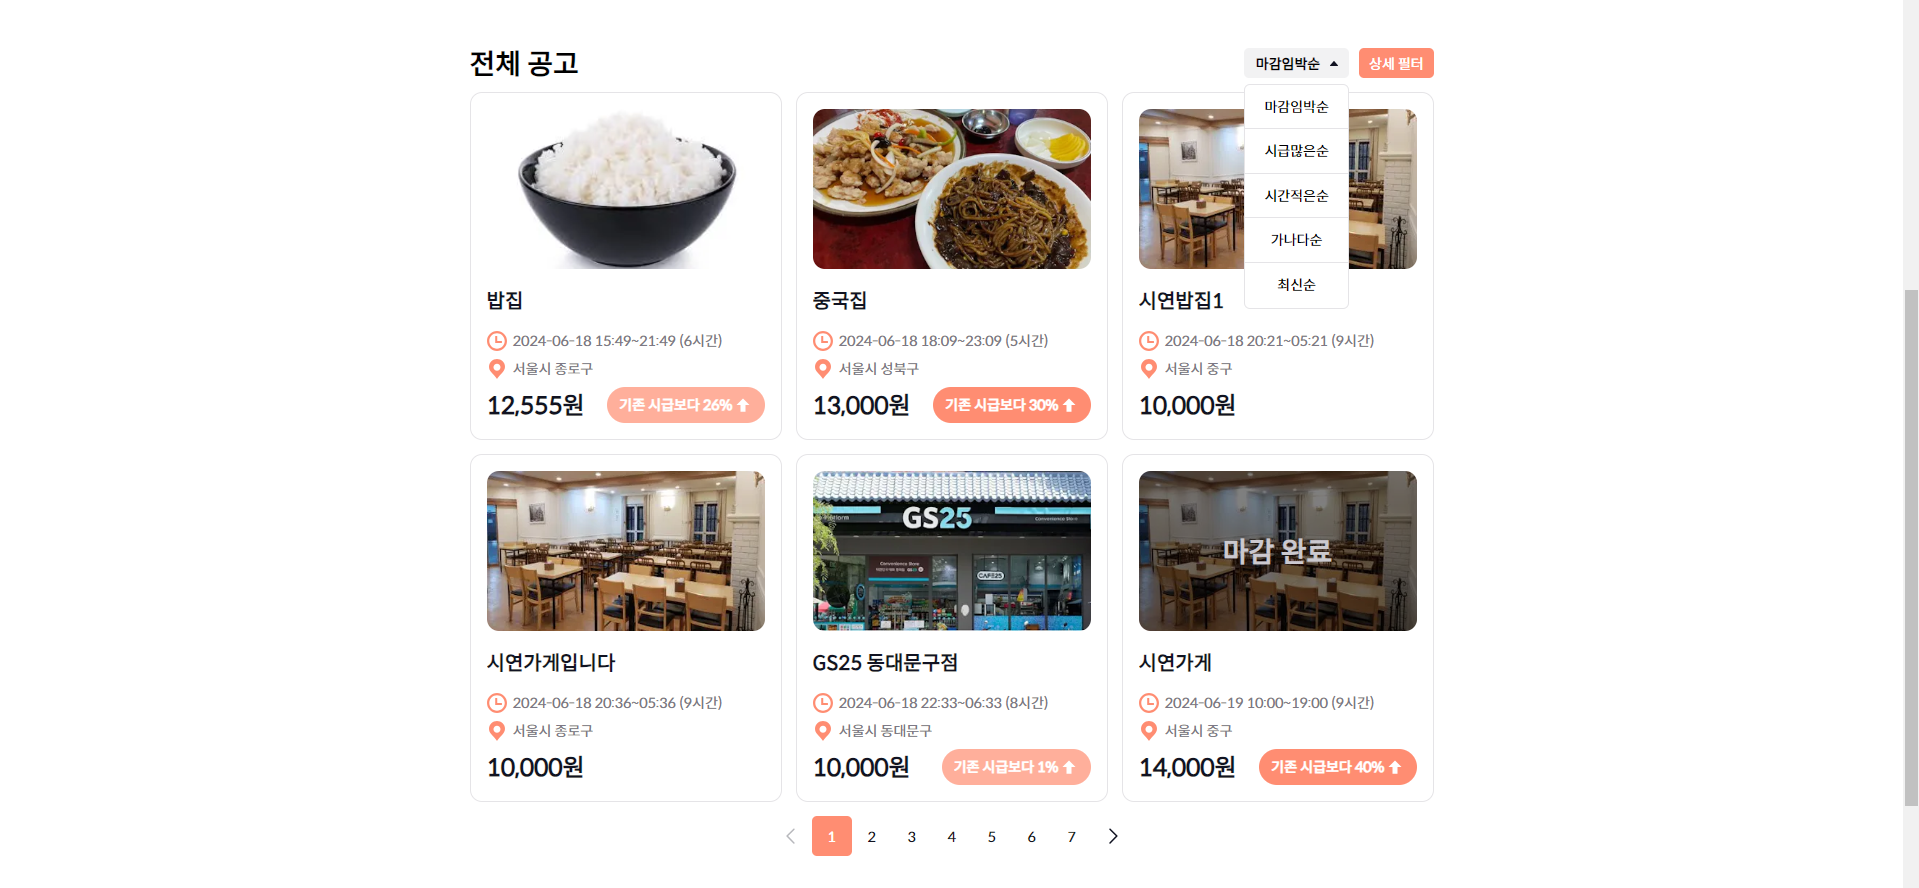 전체 공고
마감임박순
상세 필터
마감임박순
시급많은순
시간적은순
가나다순
최신순
밥집
2024-06-18 15:49~21:49 (6시간)
서울시 종로구
12,555원
기존 시급보다 26%
중국집
2024-06-18 18:09~23:09 (5시간)
서울시 성북구
13,000원
기존 시급보다 30%
시연밥집1
2024-06-18 20:21~05:21 (9시간)
서울시 중구
10,000원
시연가게입니다
2024-06-18 20:36~05:36 (9시간)
서울시 종로구
10,000원
GS25
Convenience Store
CAFE25
GS25 동대문구점
2024-06-18 22:33~06:33 (8시간)
서울시 동대문구
10,000원
기존 시급보다 1%
마감 완료
시연가게
2024-06-19 10:00~19:00 (9시간)
서울시 중구
14,000원
기존 시급보다 40%
1 2 3 4 5 6 7